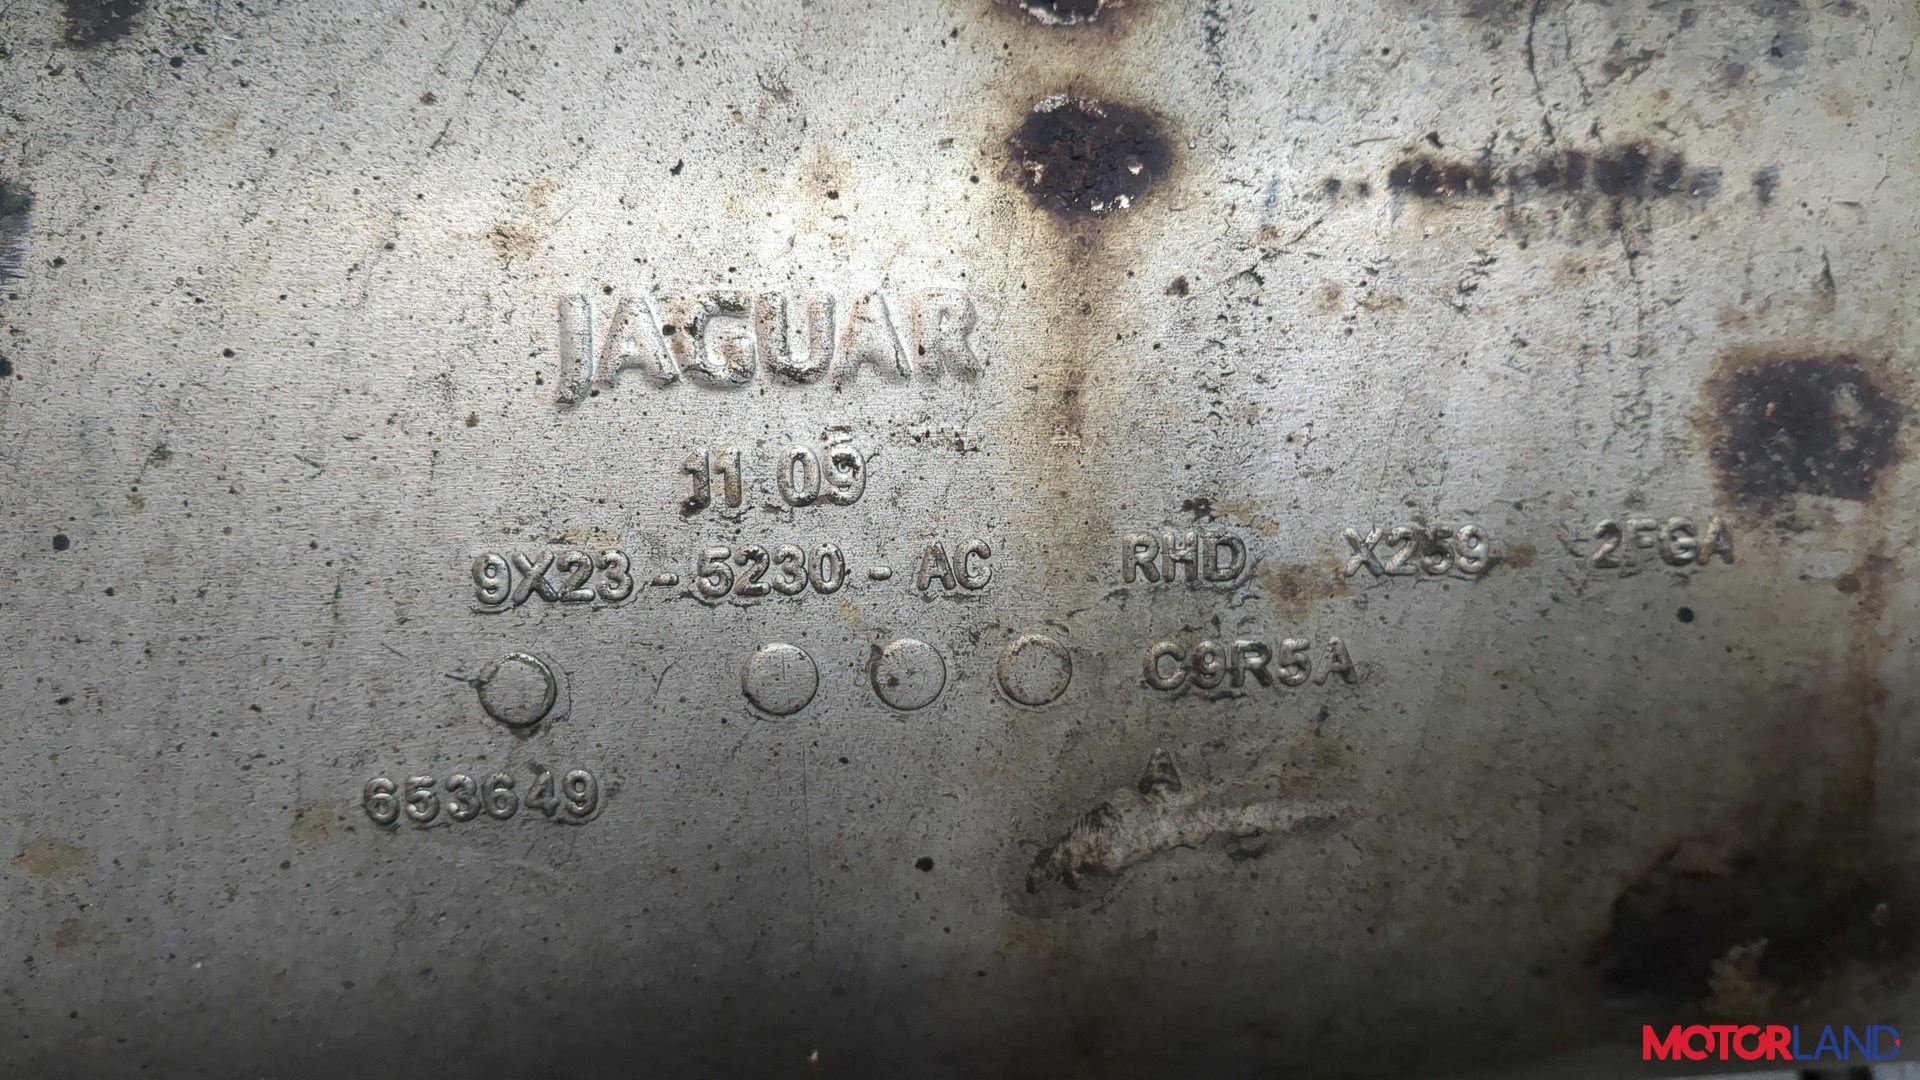 JAGUAR
11 09
9X23 - 5230 - AC RHD X259 2FGA
C9R5A
653649
A
MOTORLAND